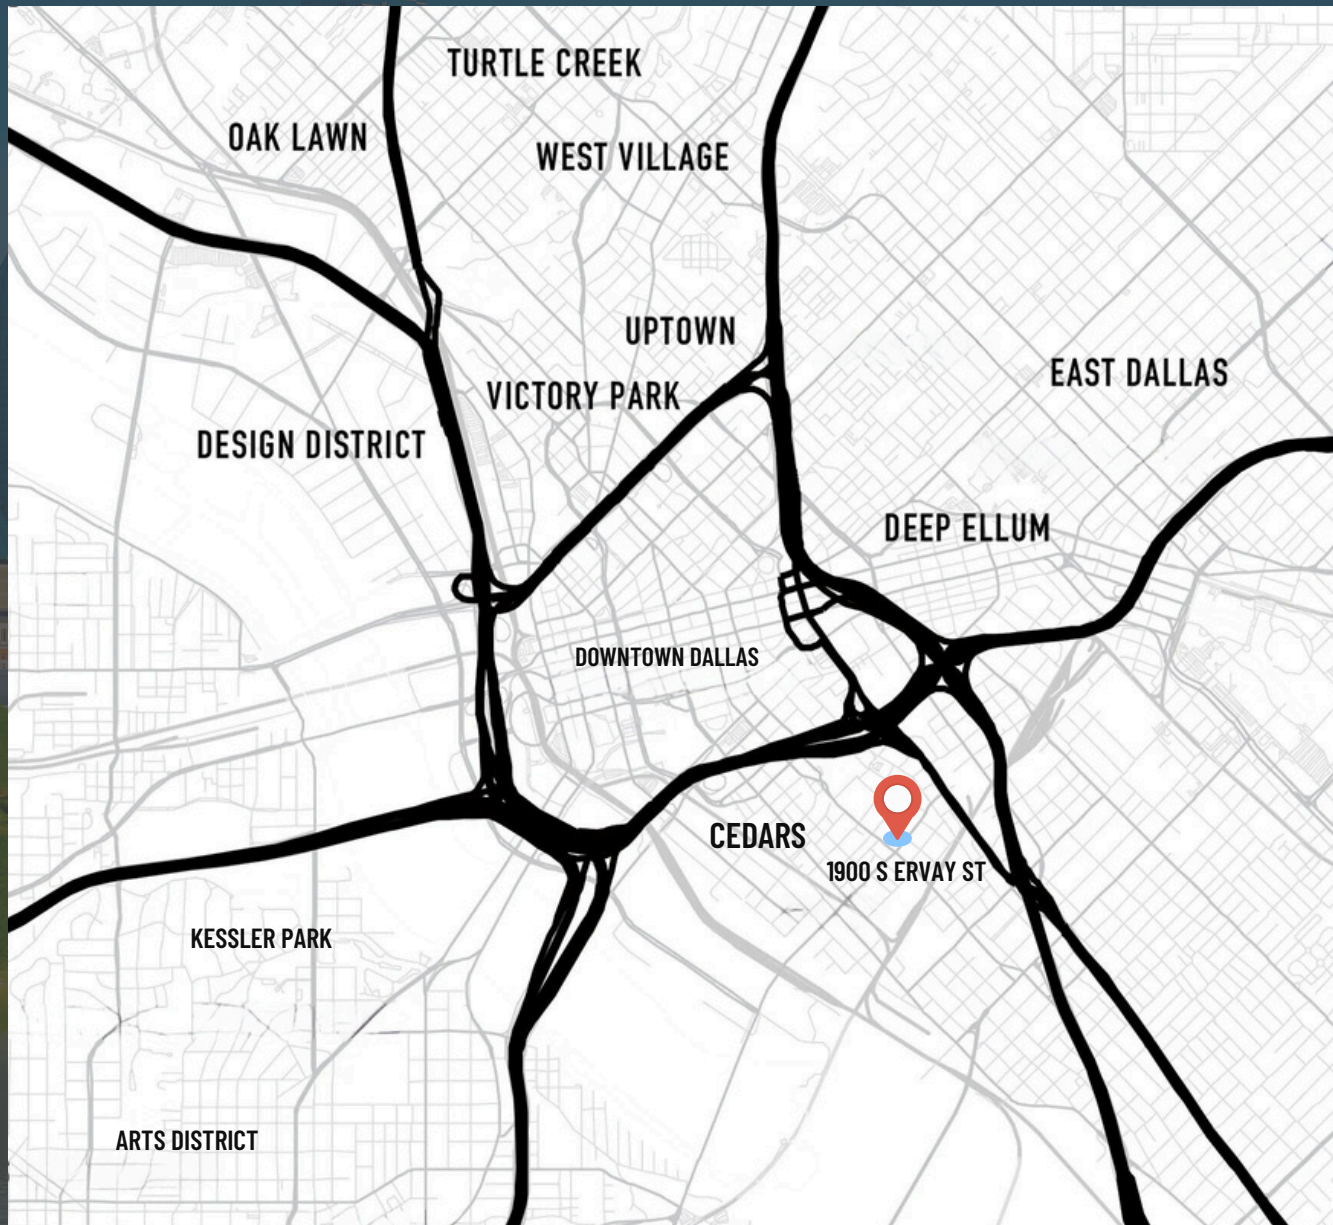 TURTLE CREEK
OAK LAWN
WEST VILLAGE
UPTOWN
EAST DALLAS
VICTORY PARK
DESIGN DISTRICT
DEEP ELLUM
DOWNTOWN DALLAS
CEDARS
1900 S ERVAY ST
KESSLER PARK
ARTS DISTRICT